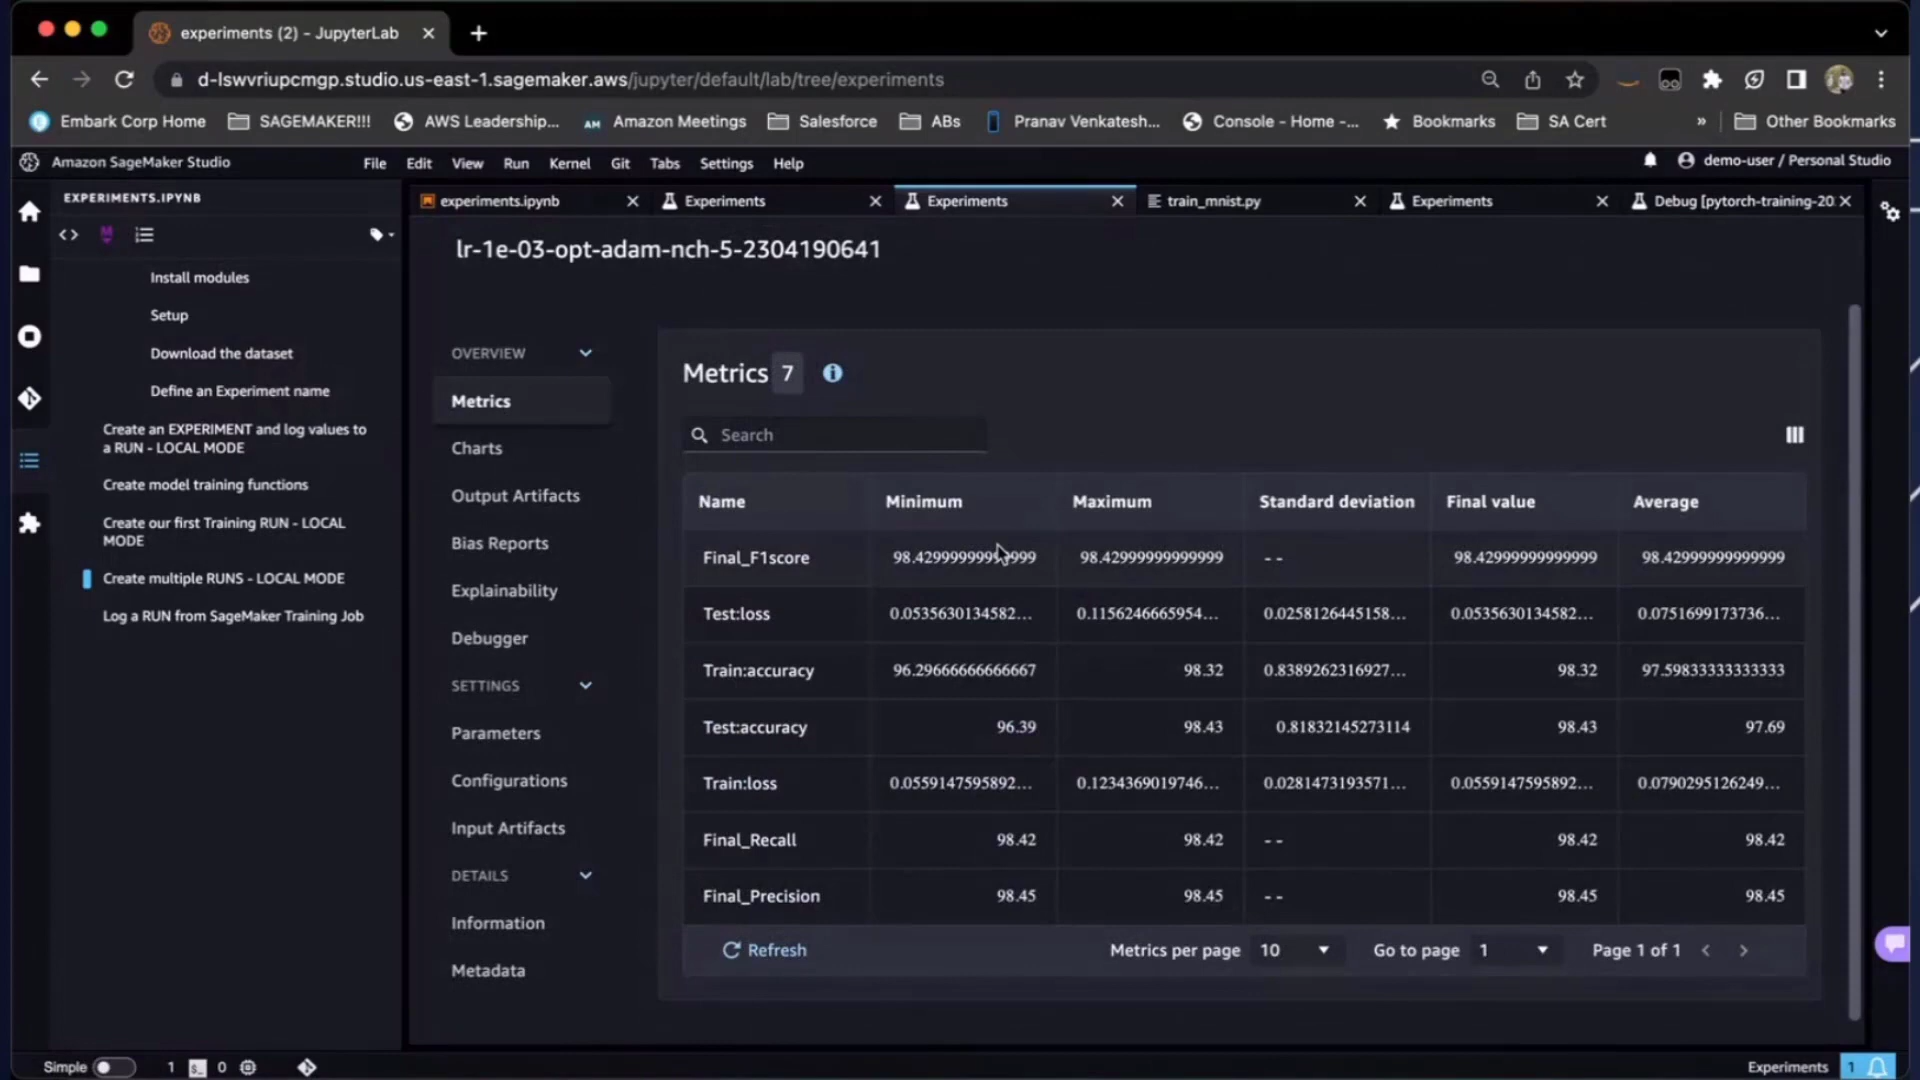 experiments (2) - JupyterLab
d-lswvriupcmgp.studio.us-east-1.sagemaker.aws/jupyter/default/lab/tree/experiments
Embark Corp Home SAGEMAKER!!! AWS Leadership... Amazon Meetings Salesforce ABs Pranav Venkatesh... Console - Home -... Bookmarks SA Cert » Other Bookmarks
Amazon SageMaker Studio File Edit View Run Kernel Git Tabs Settings Help demo-user / Personal Studio
EXPERIMENTS.IPYNB
experiments.ipynb Experiments Experiments train_mnist.py Experiments Debug [pytorch-training-20
Install modules
Setup
Download the dataset
Define an Experiment name
Create an EXPERIMENT and log values to
a RUN - LOCAL MODE
Create model training functions
Create our first Training RUN - LOCAL
MODE
Create multiple RUNS - LOCAL MODE
Log a RUN from SageMaker Training Job
lr-1e-03-opt-adam-nch-5-2304190641
OVERVIEW
Metrics
Charts
Output Artifacts
Bias Reports
Explainability
Debugger
SETTINGS
Parameters
Configurations
Input Artifacts
DETAILS
Information
Metadata
Metrics 7
Search
Name Minimum Maximum Standard deviation Final value Average
Final_F1score 98.42999999999999 98.42999999999999 - - 98.42999999999999 98.42999999999999
Test:loss 0.0535630134582... 0.1156246665954... 0.0258126445158... 0.0535630134582... 0.0751699173736...
Train:accuracy 96.29666666666667 98.32 0.8389262316927... 98.32 97.59833333333333
Test:accuracy 96.39 98.43 0.81832145273114 98.43 97.69
Train:loss 0.0559147595892... 0.1234369019746... 0.0281473193571... 0.0559147595892... 0.0790295126249...
Final_Recall 98.42 98.42 - - 98.42 98.42
Final_Precision 98.45 98.45 - - 98.45 98.45
Refresh Metrics per page 10 Go to page 1 Page 1 of 1
Simple 1 0 Experiments 1